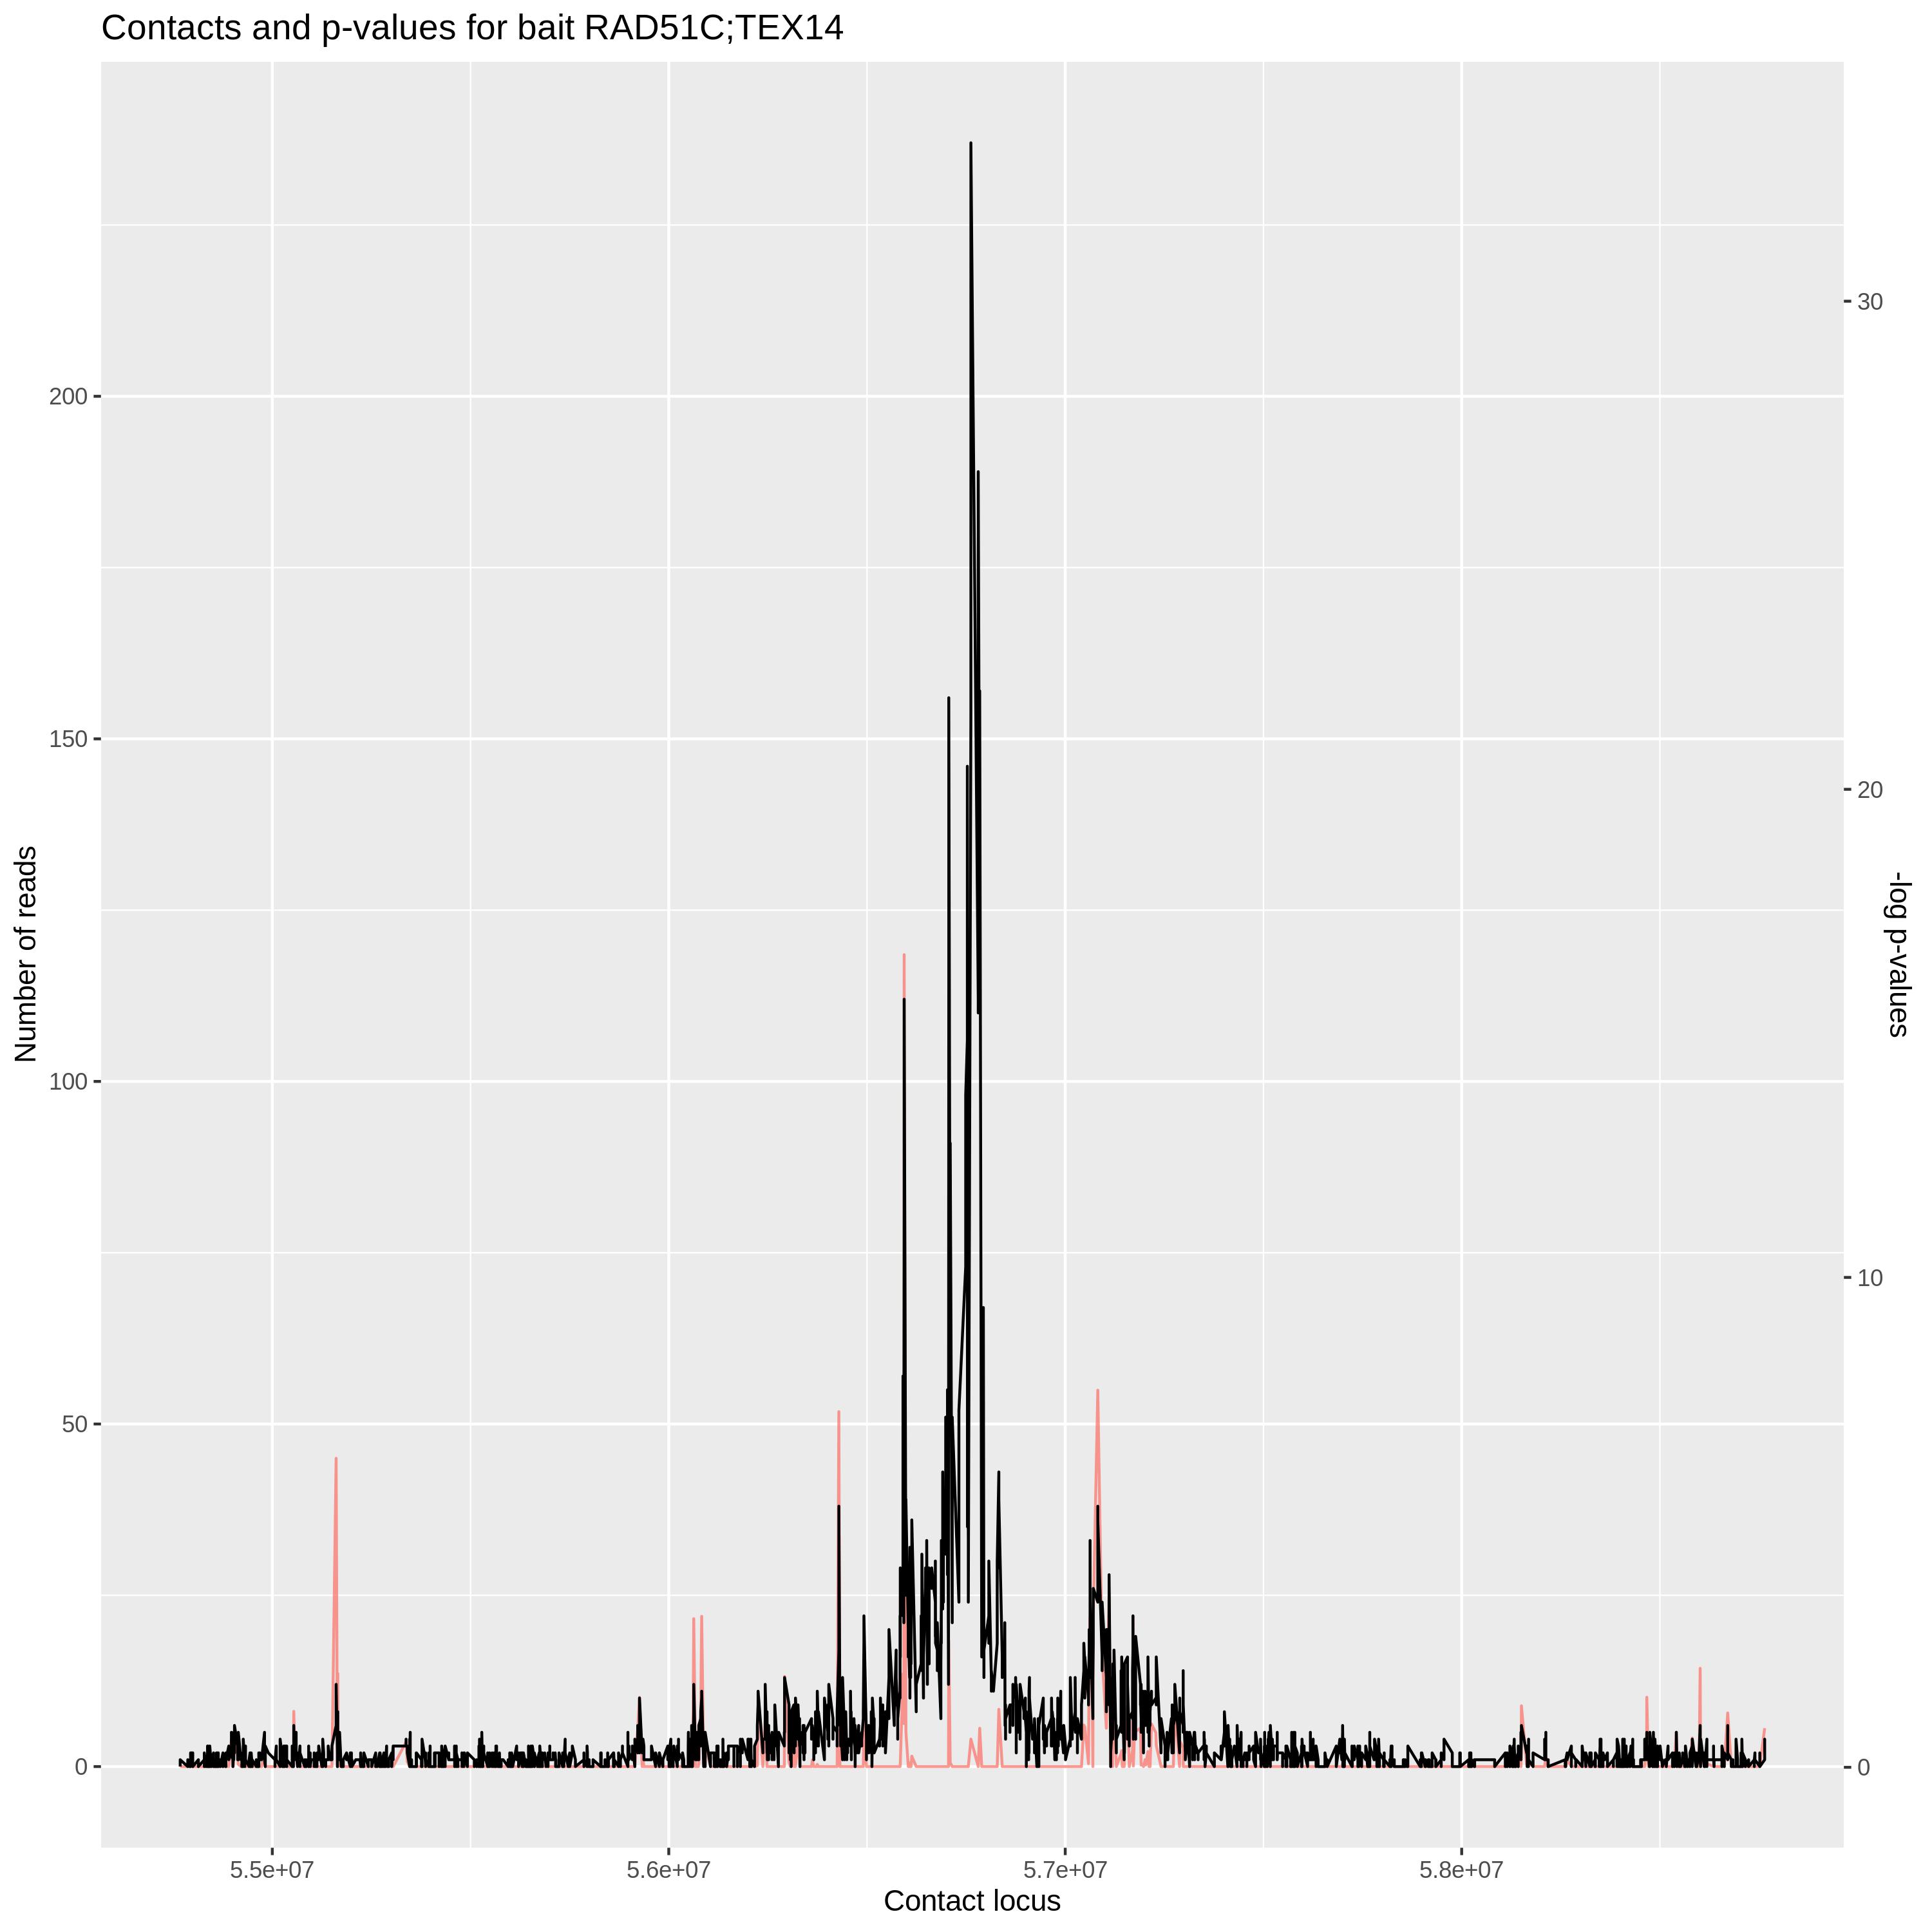 Contacts and p-values for bait RAD51C;TEX14
Number of reads
200
150
100
50
0
30
20
10
0
-log p-values
5.5e+07 5.6e+07 5.7e+07 5.8e+07
Contact locus